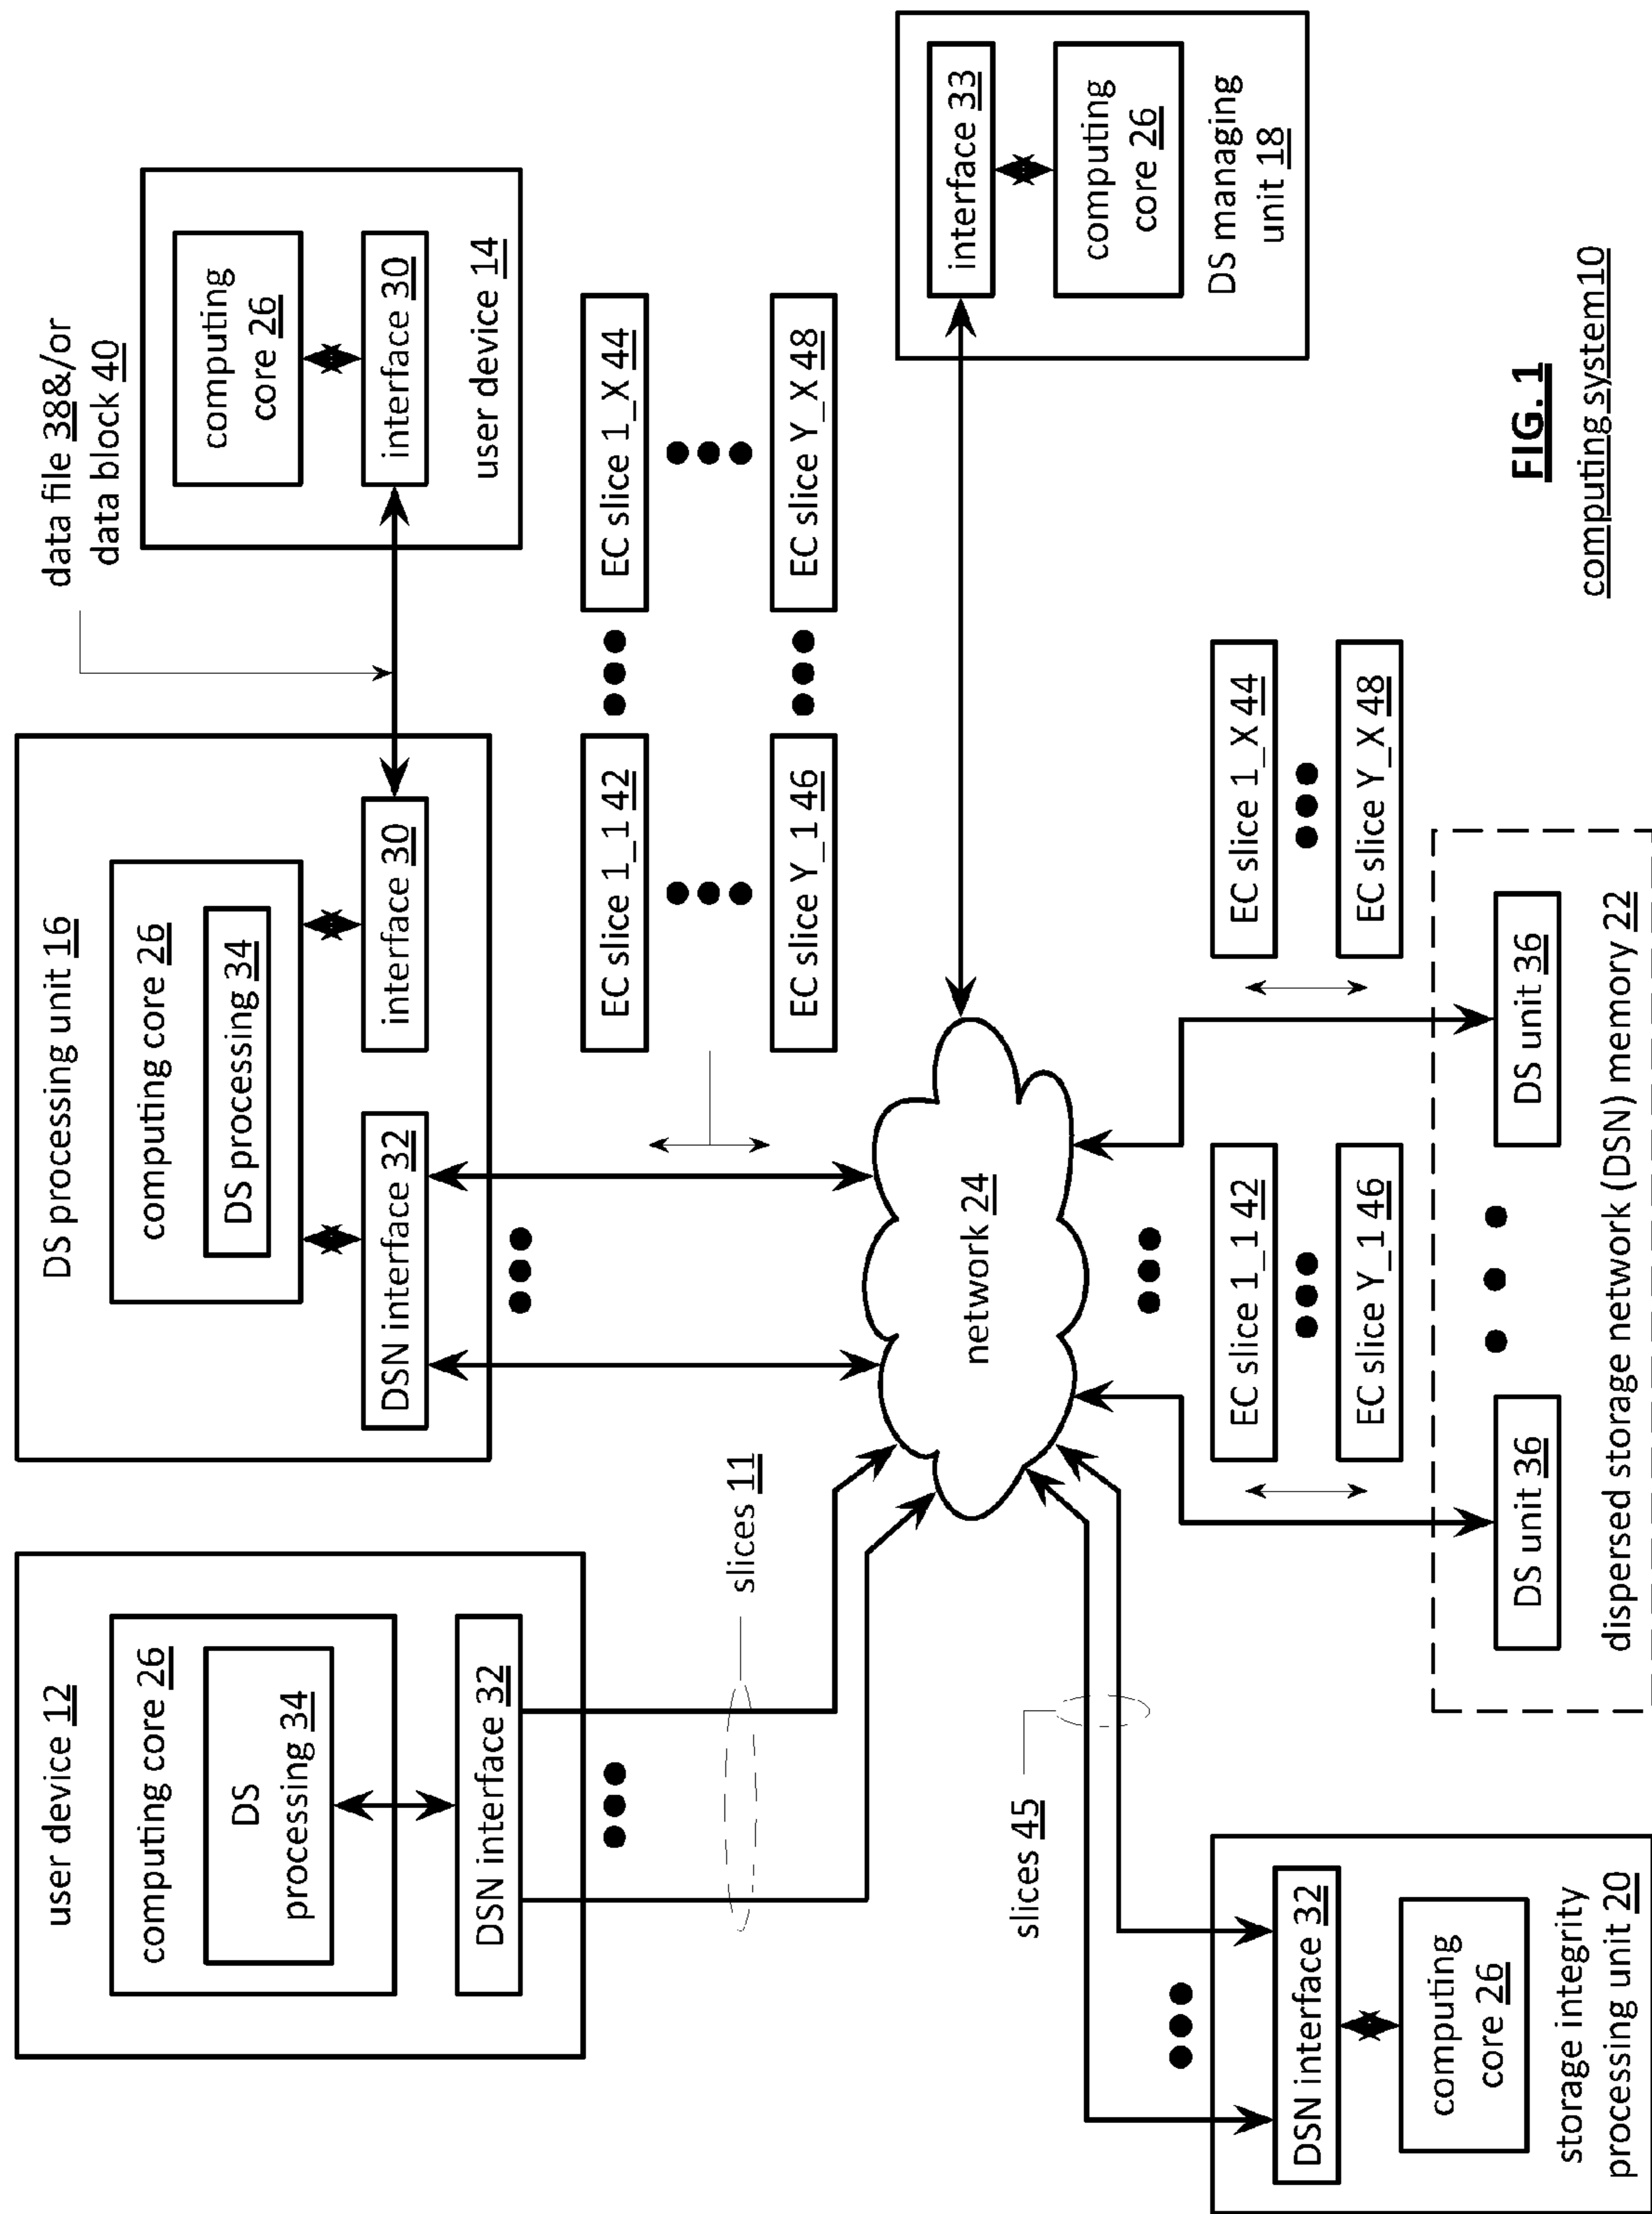 user device 12
computing core 26
DS
processing 34
DSN interface 32
slices 11
DS processing unit 16
computing core 26
DS processing 34
DSN interface 32
interface 30
data file 38&/or
data block 40
computing
core 26
interface 30
user device 14
EC slice 1_1 42
EC slice 1_X 44
EC slice Y_1 46
EC slice Y_X 48
network 24
interface 33
computing
core 26
DS managing
unit 18
slices 45
DSN interface 32
computing
core 26
storage integrity
processing unit 20
EC slice 1_1 42
EC slice Y_1 46
EC slice 1_X 44
EC slice Y_X 48
DS unit 36
DS unit 36
dispersed storage network (DSN) memory 22
FIG. 1
computing system10